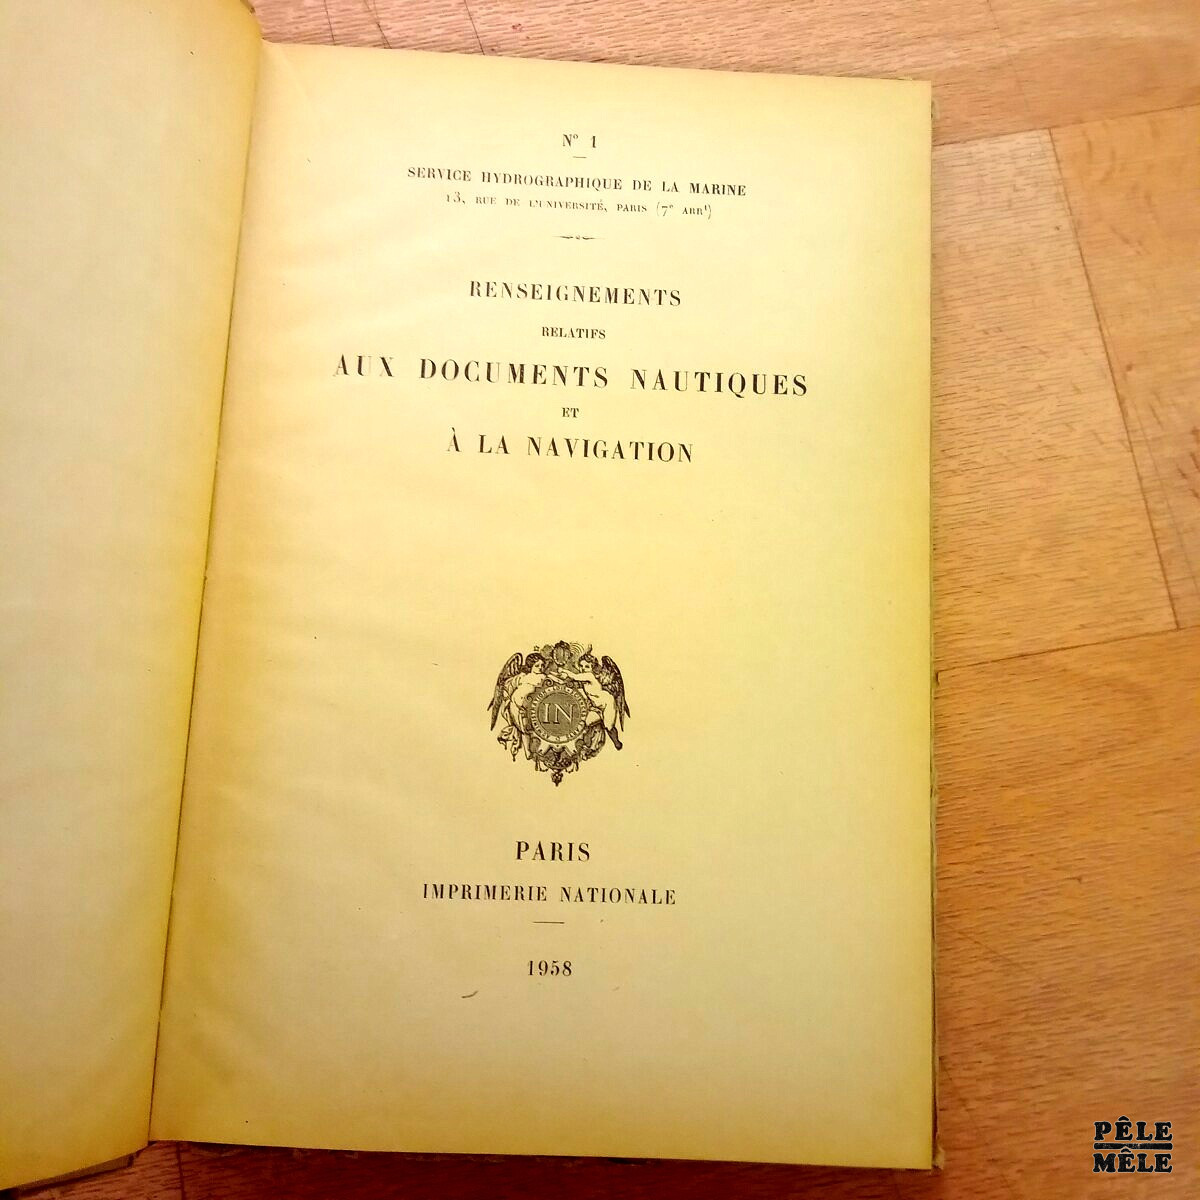 Nº 1
SERVICE HYDROGRAPHIQUE DE LA MARINE
13, RUE DE L'UNIVERSITÉ, PARIS (7e ARRt)
RENSEIGNEMENTS
RELATIFS
AUX DOCUMENTS NAUTIQUES
ET
À LA NAVIGATION
IN
PARIS
IMPRIMERIE NATIONALE
1958
PÊLE
MÊLE